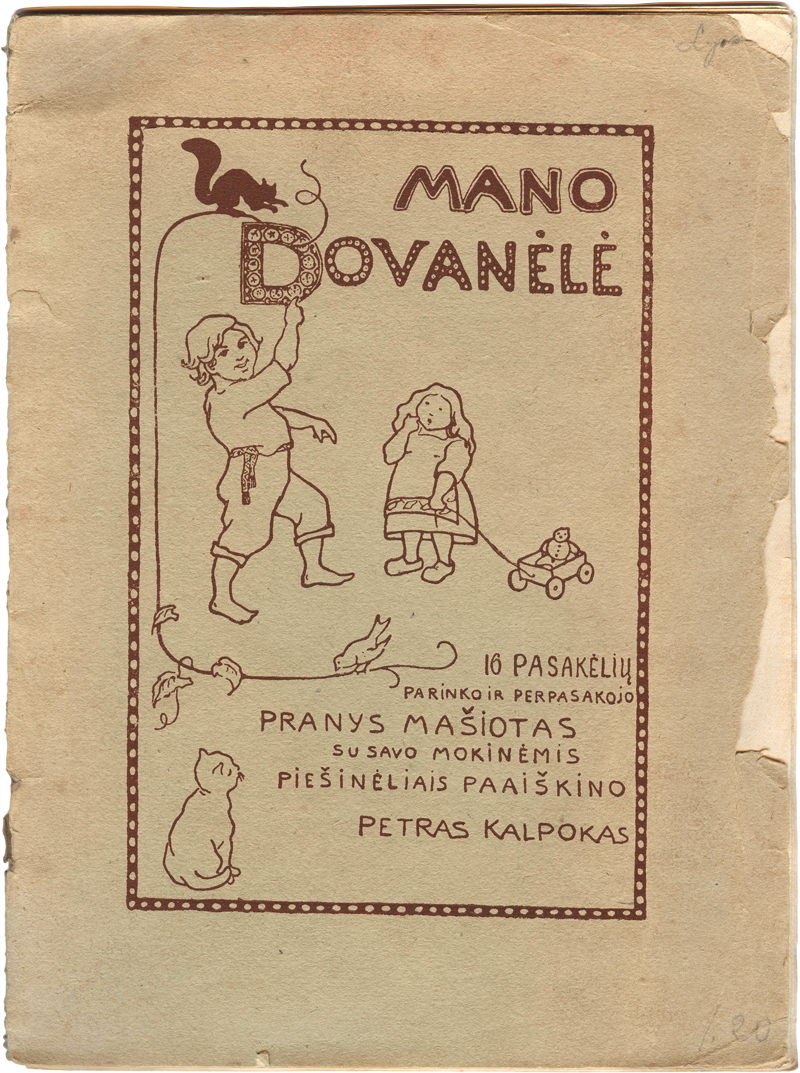 MANO
DOVANĖLĖ
16 PASAKĖLIŲ
PARINKO IR PERPASAKOJO
PRANYS MAŠIOTAS
SU SAVO MOKINĖMIS
PIEŠINĖLIAIS PAAIŠKINO
PETRAS KALPOKAS